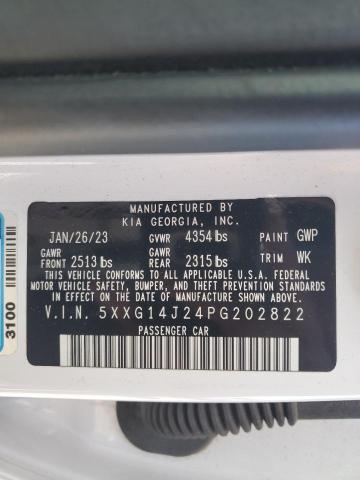 MANUFACTURED BY
KIA GEORGIA, INC.
JAN/26/23 GVWR 4354 lbs PAINT GWP
GAWR FRONT 2513 lbs GAWR REAR 2315 lbs TRIM WK
THIS VEHICLE CONFORMS TO ALL APPLICABLE U.S.A. FEDERAL
MOTOR VEHICLE SAFETY, BUMPER, AND THEFT PREVENTION STANDARDS
IN EFFECT ON THE DATE OF MANUFACTURE SHOWN ABOVE.
V.I.N. 5XXG14J24PG202822
PASSENGER CAR
3100